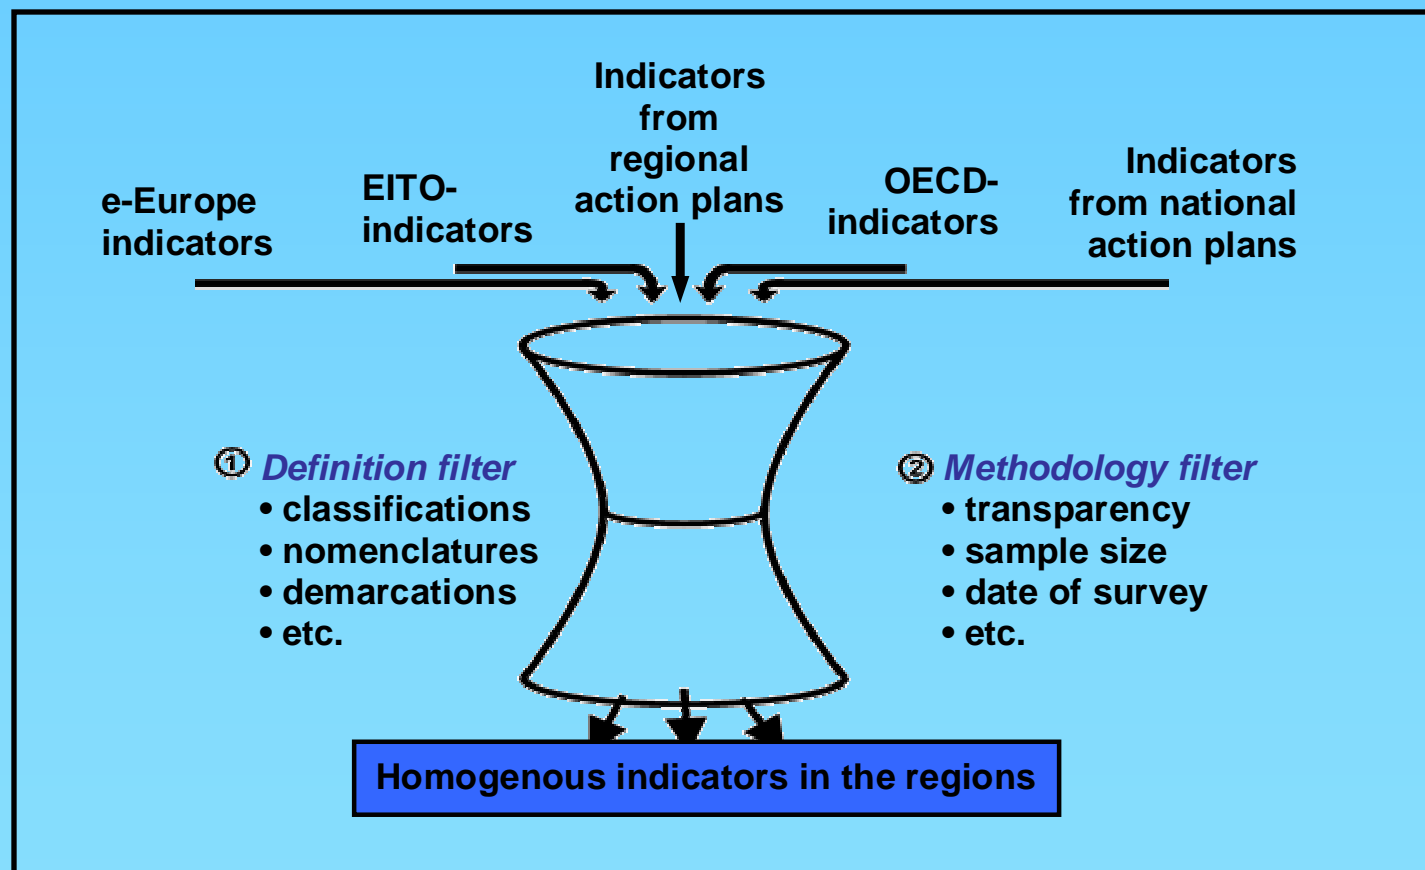 e-Europe
indicators
EITO-
indicators
Indicators
from
regional
action plans
OECD-
indicators
Indicators
from national
action plans
① Definition filter
• classifications
• nomenclatures
• demarcations
• etc.
② Methodology filter
• transparency
• sample size
• date of survey
• etc.
Homogenous indicators in the regions